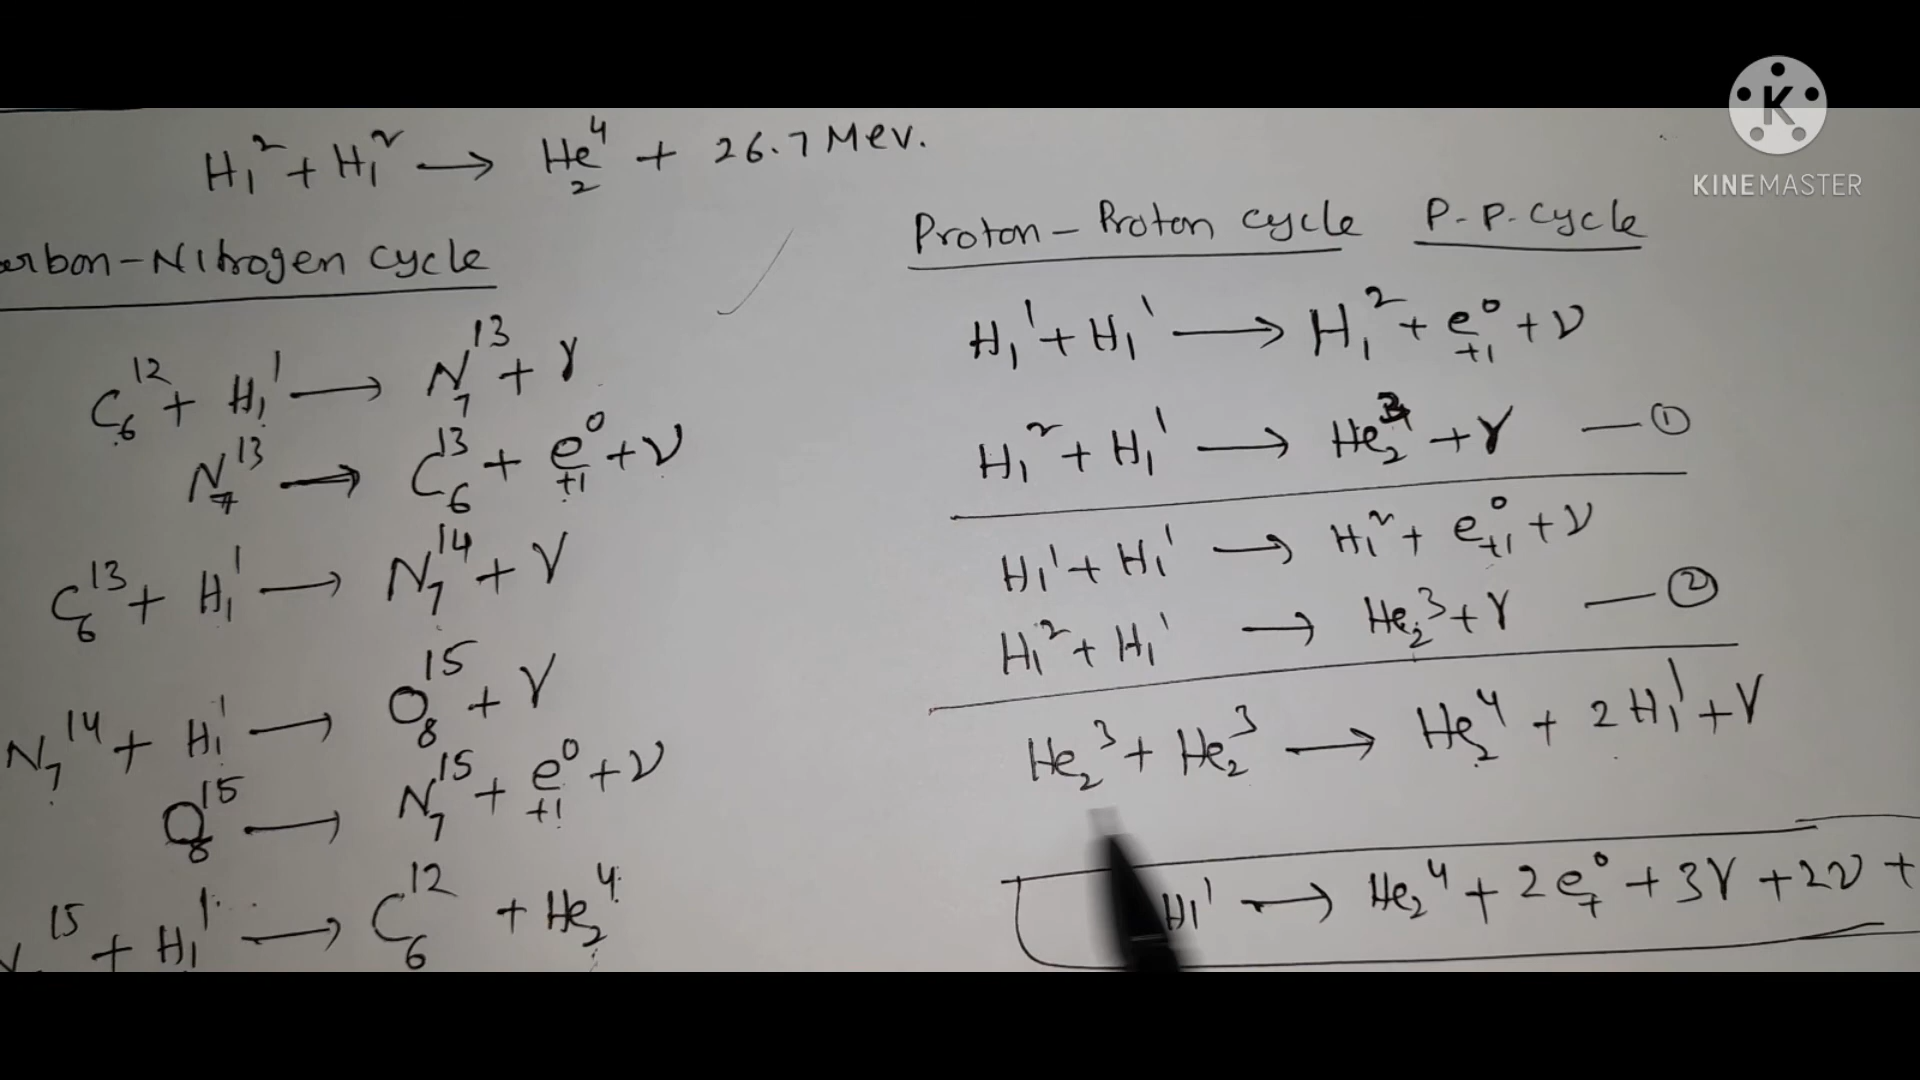 H₁² + H₁² → He₂⁴ + 26.7 Mev.
KINEMASTER
Proton - Proton cycle P-P-cycle
-Nitrogen cycle
C₆¹² + H₁¹ → N₇¹³ + γ
N₇¹³ → C₆¹³ + e₊₁⁰ + ν
C₆¹³ + H₁¹ → N₇¹⁴ + γ
N₇¹⁴ + H₁¹ → O₈¹⁵ + γ
O₈¹⁵ → N₇¹⁵ + e₊₁⁰ + ν
¹⁵ + H₁¹ → C₆¹² + He₂⁴
H₁¹ + H₁¹ → H₁² + e₊₁⁰ + ν
H₁² + H₁¹ → He₂³ + γ — ①
H₁¹ + H₁¹ → H₁² + e₊₁⁰ + ν
H₁² + H₁¹ → He₂³ + γ — ②
He₂³ + He₂³ → He₂⁴ + 2H₁¹ + γ
H₁¹ → He₂⁴ + 2e₊⁰ + 3γ + 2ν +